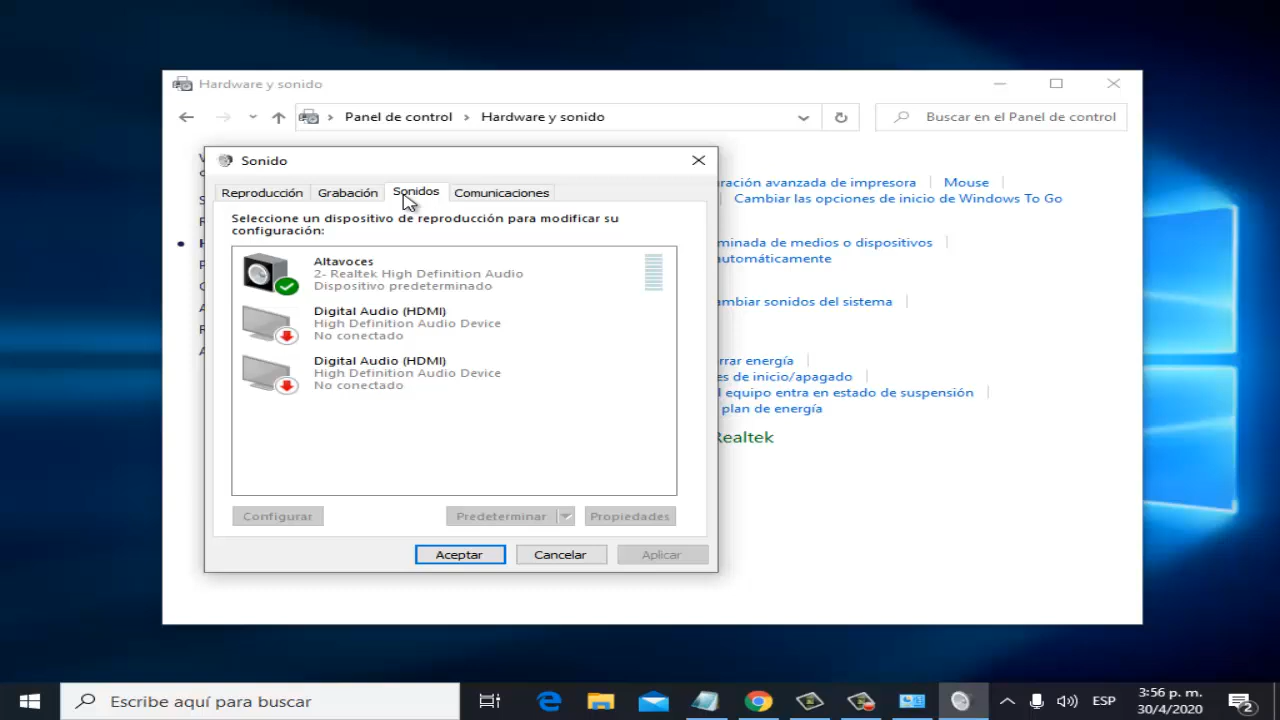 Hardware y sonido
Panel de control
Hardware y sonido
Buscar en el Panel de control
Sonido
Reproducción
Grabación
Sonidos
Comunicaciones
Seleccione un dispositivo de reproducción para modificar su
configuración:
Altavoces
2- Realtek High Definition Audio
Dispositivo predeterminado
Digital Audio (HDMI)
High Definition Audio Device
No conectado
Digital Audio (HDMI)
High Definition Audio Device
No conectado
Configurar
Predeterminar
Propiedades
Aceptar
Cancelar
Aplicar
uración avanzada de impresora
Mouse
Cambiar las opciones de inicio de Windows To Go
minada de medios o dispositivos
automáticamente
ambiar sonidos del sistema
rrar energía
es de inicio/apagado
l equipo entra en estado de suspensión
plan de energía
Realtek
Escribe aquí para buscar
ESP
3:56 p. m.
30/4/2020
2